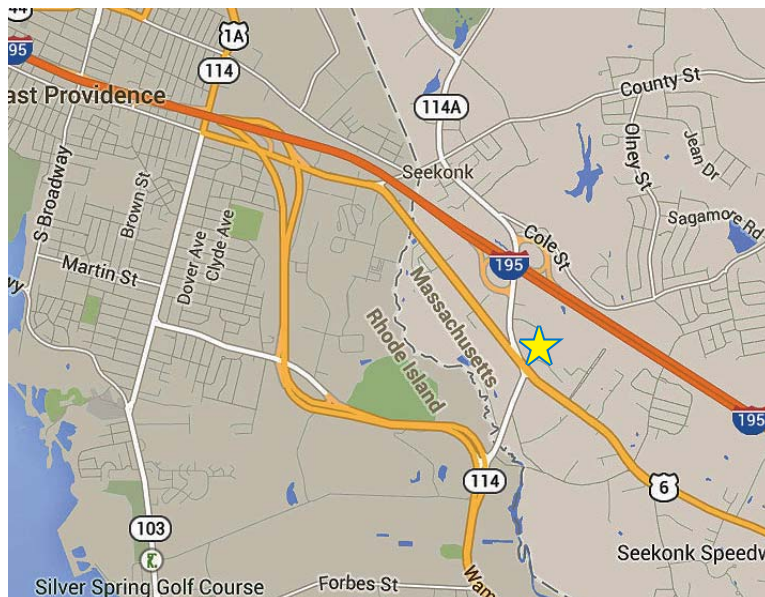 44
1A
195
114
ast Providence
County St
114A
Olney St
Jean Dr
Seekonk
S Broadway
Brown St
Dover Ave
Clyde Ave
Sagamore Rd
Cole St
Martin St
195
wy
Massachusetts
Rhode Island
195
114
6
103
Seekonk Speedw
Silver Spring Golf Course
Forbes St
Wam